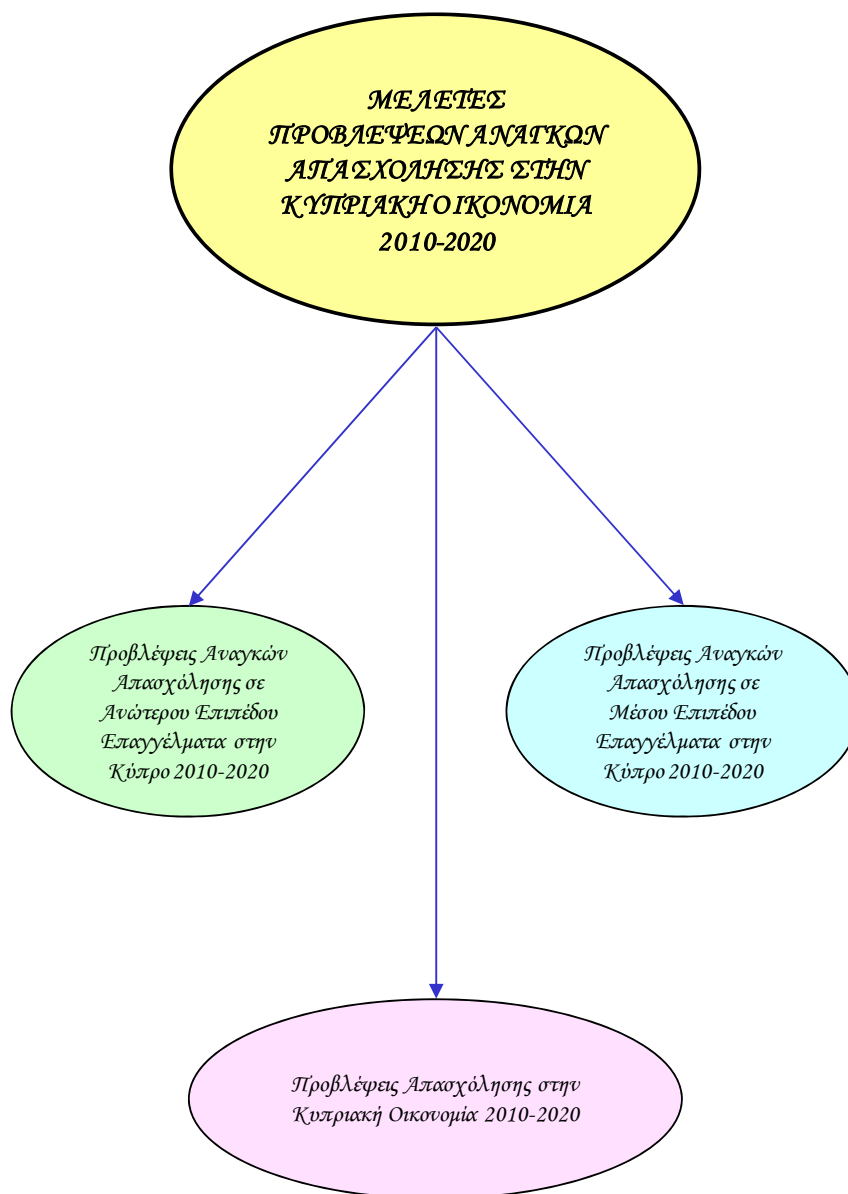 ΜΕΛΕΤΕΣ
ΠΡΟΒΛΕΨΕΩΝ ΑΝΑΓΚΩΝ
ΑΠΑΣΧΟΛΗΣΗΣ ΣΤΗΝ
ΚΥΠΡΙΑΚΗ ΟΙΚΟΝΟΜΙΑ
2010-2020
Προβλέψεις Αναγκών
Απασχόλησης σε
Ανώτερου Επιπέδου
Επαγγέλματα στην
Κύπρο 2010-2020
Προβλέψεις Αναγκών
Απασχόλησης σε
Μέσου Επιπέδου
Επαγγέλματα στην
Κύπρο 2010-2020
Προβλέψεις Απασχόλησης στην
Κυπριακή Οικονομία 2010-2020